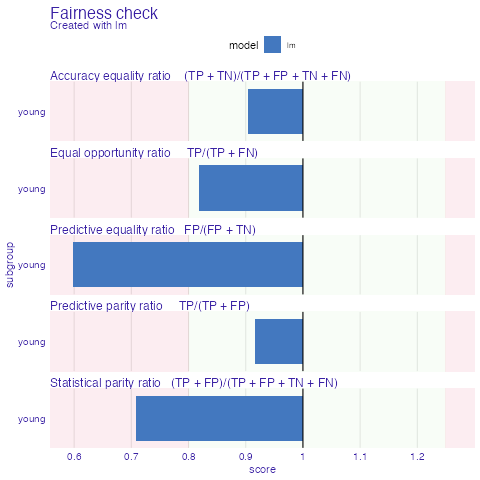 Fairness check
Created with lm
model lm
Accuracy equality ratio (TP + TN)/(TP + FP + TN + FN)
young
Equal opportunity ratio TP/(TP + FN)
young
Predictive equality ratio FP/(FP + TN)
young
Predictive parity ratio TP/(TP + FP)
young
Statistical parity ratio (TP + FP)/(TP + FP + TN + FN)
young
subgroup
0.6 0.7 0.8 0.9 1 1.1 1.2
score